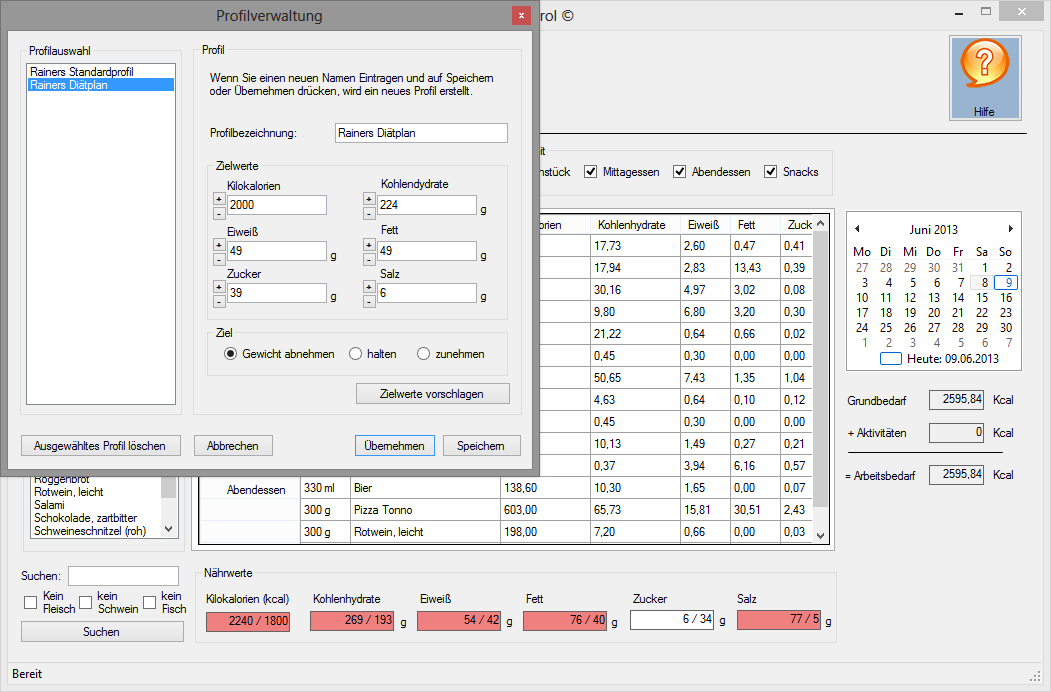 Profilverwaltung
x
rol ©
Profilauswahl
Rainers Standardprofil
Rainers Diätplan
Profil
Wenn Sie einen neuen Namen Eintragen und auf Speichern
oder Übernehmen drücken, wird ein neues Profil erstellt.
Profilbezeichnung: Rainers Diätplan
Zielwerte
Kilokalorien Kohlendydrate
+ 2000 + 224
- - g
Eiweiß Fett
+ 49 + 49
- g - g
Zucker Salz
+ 39 + 6
- g - g
Ziel
Gewicht abnehmen halten zunehmen
Zielwerte vorschlagen
Ausgewähltes Profil löschen Abbrechen Übernehmen Speichern
?
Hilfe
it
nstück Mittagessen Abendessen Snacks
orien Kohlenhydrate Eiweiß Fett Zuck
17,73 2,60 0,47 0,41
17,94 2,83 13,43 0,39
30,16 4,97 3,02 0,08
9,80 6,80 3,20 0,30
21,22 0,64 0,66 0,02
0,45 0,30 0,00 0,00
50,65 7,43 1,35 1,04
4,63 0,64 0,10 0,12
0,45 0,30 0,00 0,00
10,13 1,49 0,27 0,21
0,37 3,94 6,16 0,57
Abendessen 330 ml Bier 138,60 10,30 1,65 0,00 0,07
300 g Pizza Tonno 603,00 65,73 15,81 30,51 2,43
300 g Rotwein, leicht 198,00 7,20 0,66 0,00 0,03
Juni 2013
Mo Di Mi Do Fr Sa So
27 28 29 30 31 1 2
3 4 5 6 7 8 9
10 11 12 13 14 15 16
17 18 19 20 21 22 23
24 25 26 27 28 29 30
1 2 3 4 5 6 7
Heute: 09.06.2013
Grundbedarf 2595,84 Kcal
+ Aktivitäten 0 Kcal
= Arbeitsbedarf 2595,84 Kcal
Roggenbrot
Rotwein, leicht
Salami
Schokolade, zartbitter
Schweineschnitzel (roh)
Suchen:
Kein Fleisch kein Schwein kein Fisch
Suchen
Nährwerte
Kilokalorien (kcal) Kohlenhydrate Eiweiß Fett Zucker Salz
2240 / 1800 269 / 193 g 54 / 42 g 76 / 40 g 6 / 34 g 77 / 5 g
Bereit